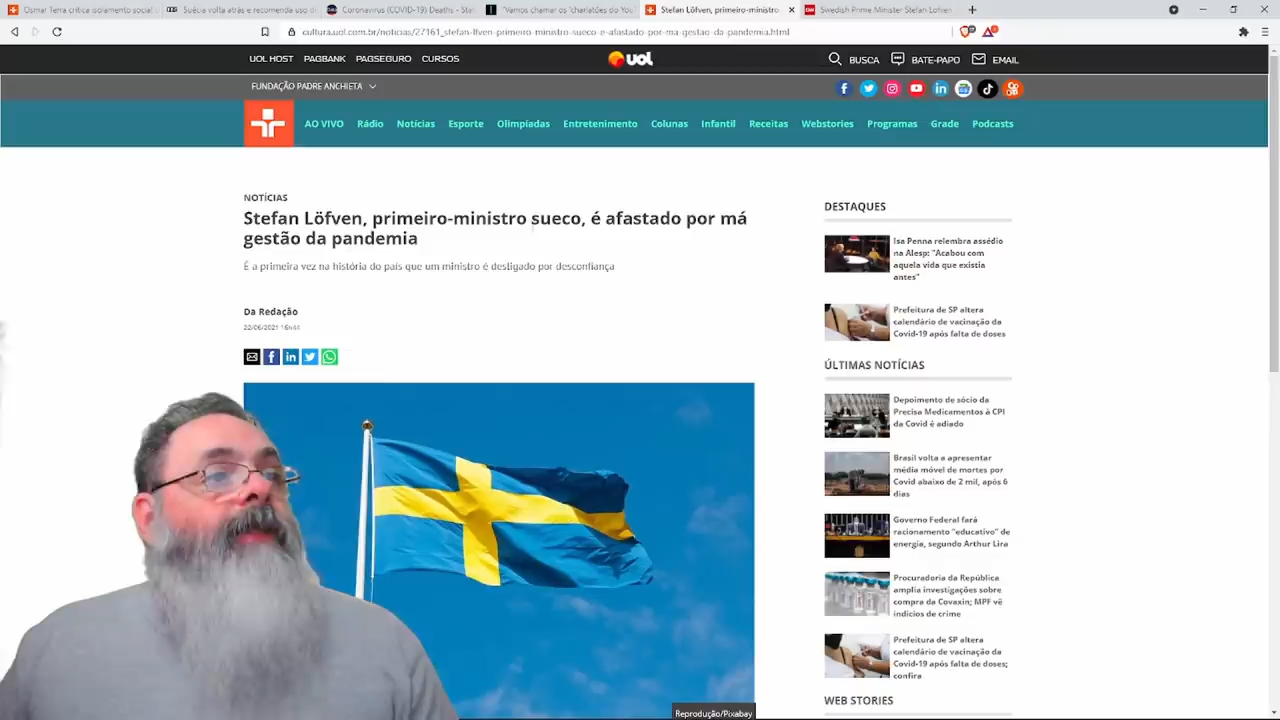 Osmar Terra critica isolamento social
Suécia volta atrás e recomenda uso d
Coronavirus (COVID-19) Deaths - Stat
"Vamos chamar os "charlatões do You
Stefan Löfven, primeiro-ministro
Swedish Prime Minister Stefan Lofven
cultura.uol.com.br/noticias/27161_stefan-lfven-primeiro-ministro-sueco-e-afastado-por-ma-gestao-da-pandemia.html
UOL HOST PAGBANK PAGSEGURO CURSOS
UOL
BUSCA BATE-PAPO EMAIL
FUNDAÇÃO PADRE ANCHIETA
AO VIVO Rádio Notícias Esporte Olimpíadas Entretenimento Colunas Infantil Receitas Webstories Programas Grade Podcasts
NOTÍCIAS
Stefan Löfven, primeiro-ministro sueco, é afastado por má
gestão da pandemia
É a primeira vez na história do país que um ministro é desligado por desconfiança
Da Redação
22/06/2021 16h44
Reprodução/Pixabay
DESTAQUES
Isa Penna relembra assédio
na Alesp: "Acabou com
aquela vida que existia
antes"
Prefeitura de SP altera
calendário de vacinação da
Covid-19 após falta de doses
ÚLTIMAS NOTÍCIAS
Depoimento de sócio da
Precisa Medicamentos à CPI
da Covid é adiado
Brasil volta a apresentar
média móvel de mortes por
Covid abaixo de 2 mil, após 6
dias
Governo Federal fará
racionamento "educativo" de
energia, segundo Arthur Lira
Procuradoria da República
amplia investigações sobre
compra da Covaxin; MPF vê
indícios de crime
Prefeitura de SP altera
calendário de vacinação da
Covid-19 após falta de doses;
confira
WEB STORIES